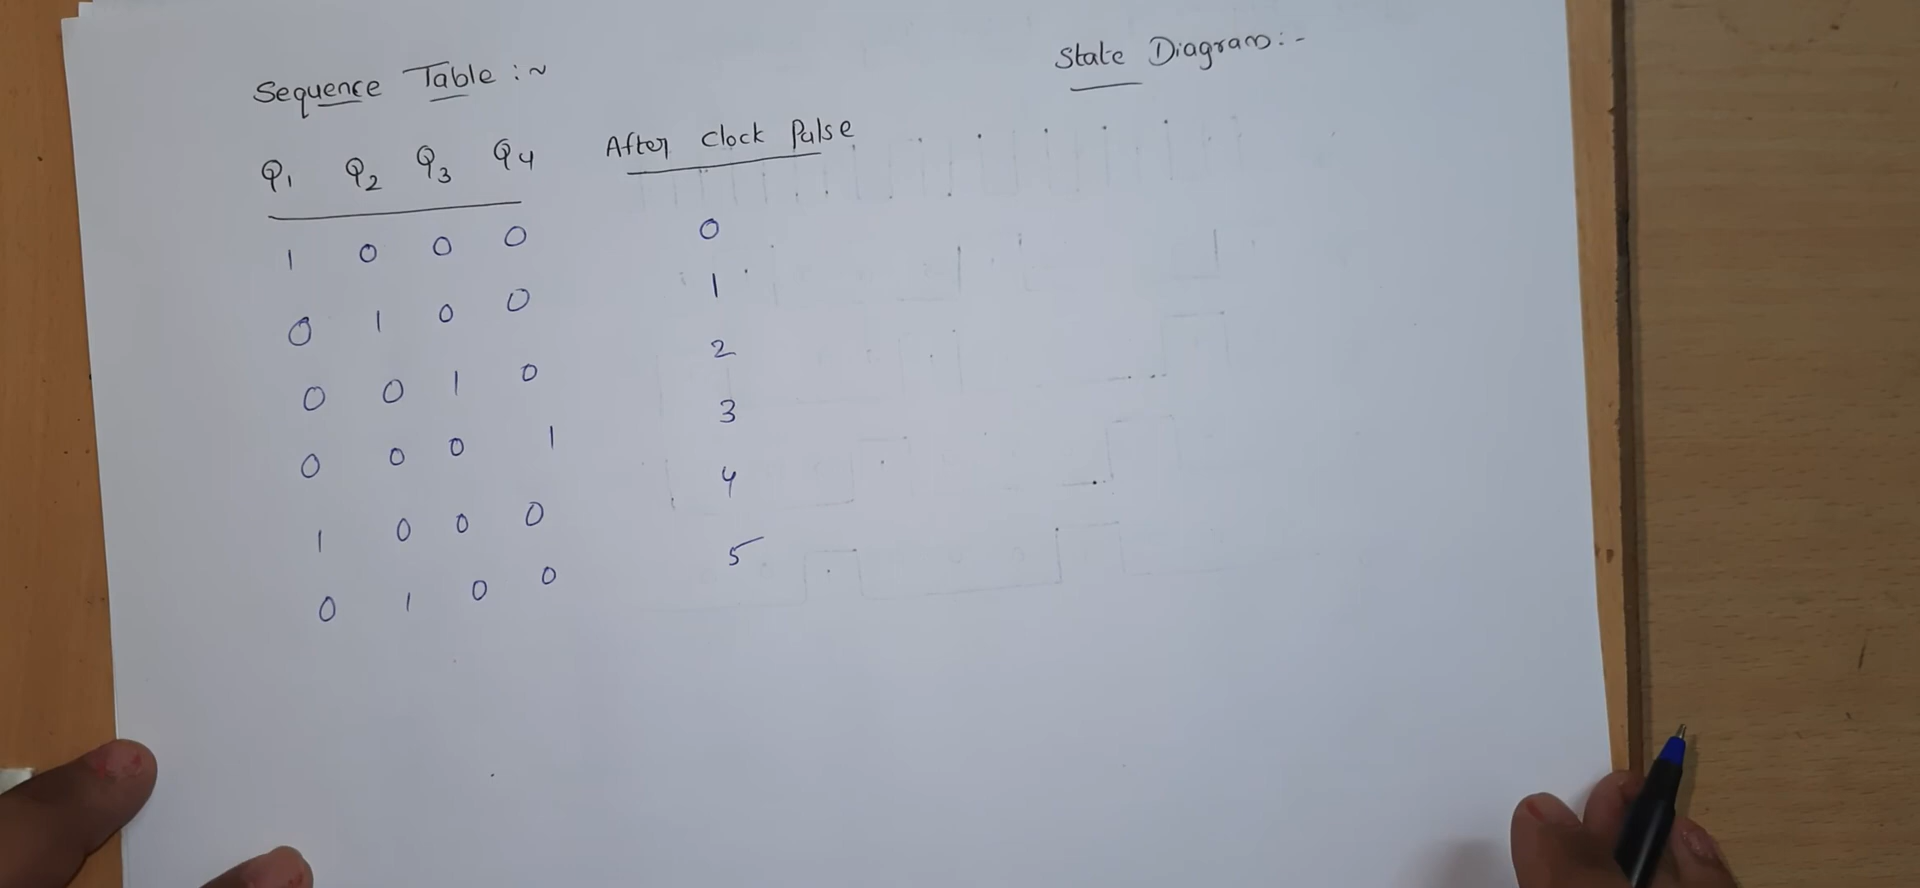 Sequence Table :~
State Diagram :-
Q1 Q2 Q3 Q4 After clock Pulse
1 0 0 0 0
0 1 0 0 1
0 0 1 0 2
0 0 0 1 3
1 0 0 0 4
0 1 0 0 5